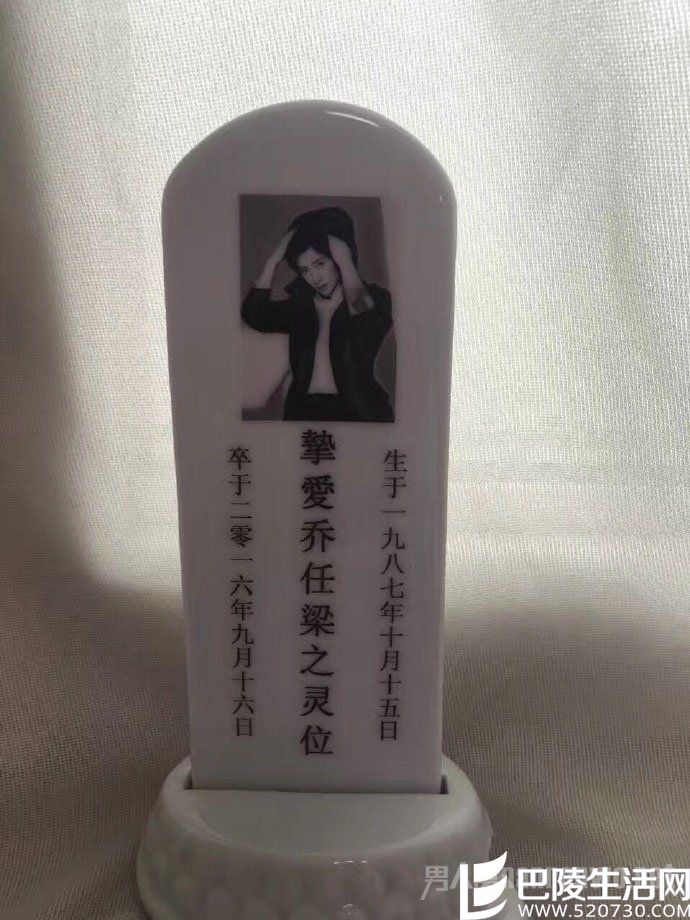 生于一九八七年十月十五日
摯愛乔任梁之灵位
卒于二零一六年九月十六日
巴陵生活网
www.520730.com